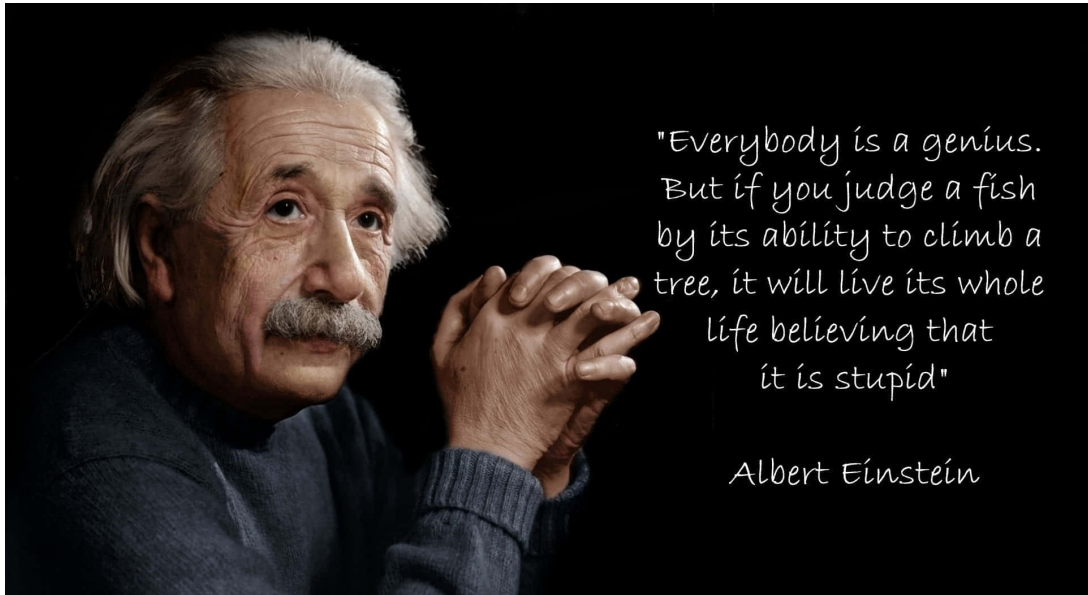 "Everybody is a genius.
But if you judge a fish
by its ability to climb a
tree, it will live its whole
life believing that
it is stupid"
Albert Einstein